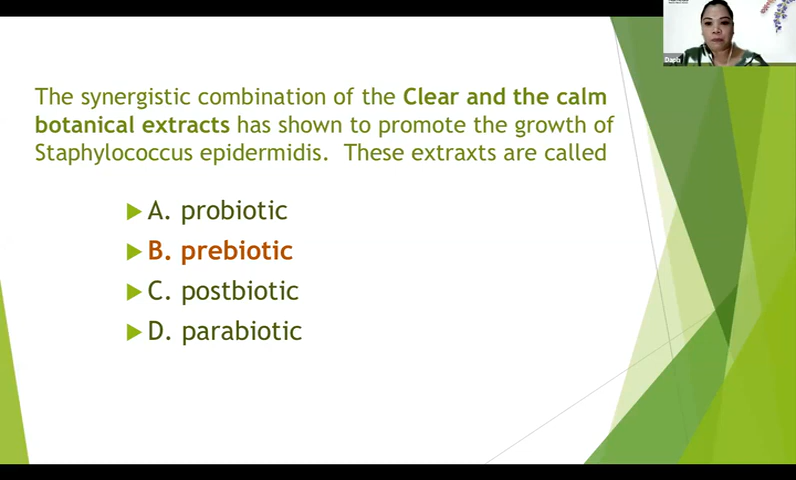 The synergistic combination of the Clear and the calm
botanical extracts has shown to promote the growth of
Staphylococcus epidermidis. These extraxts are called
A. probiotic
B. prebiotic
C. postbiotic
D. parabiotic
Daph